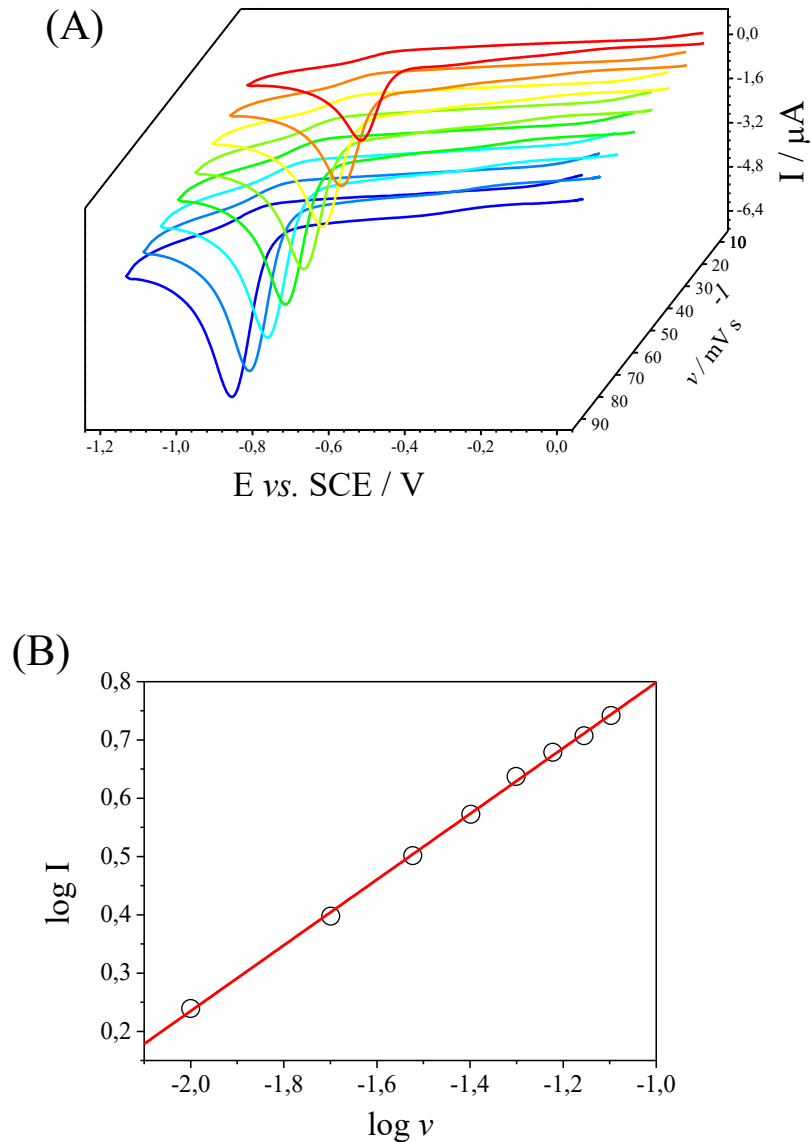 (A)
0,0
-1,6
-3,2
-4,8
-6,4
I / µA
10
20
30
40
50
60
70
80
90
ν / mV s -1
-1,2 -1,0 -0,8 -0,6 -0,4 -0,2 0,0
E vs. SCE / V
(B)
0,8
0,7
0,6
0,5
0,4
0,3
0,2
log I
-2,0 -1,8 -1,6 -1,4 -1,2 -1,0
log ν